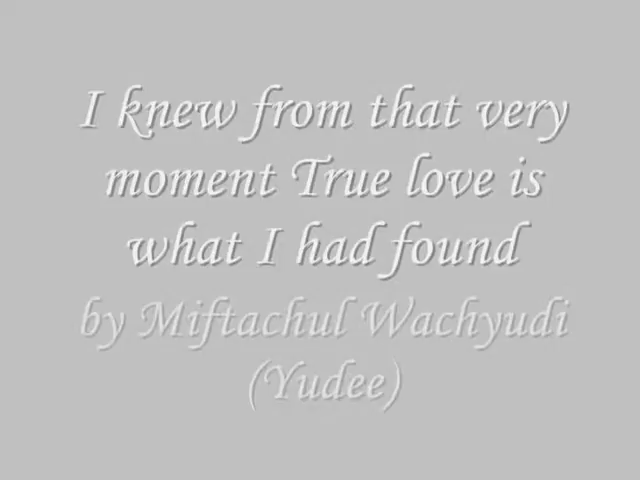 I knew from that very
moment True love is
what I had found
by Miftachul Wachyudi
(Yudee)